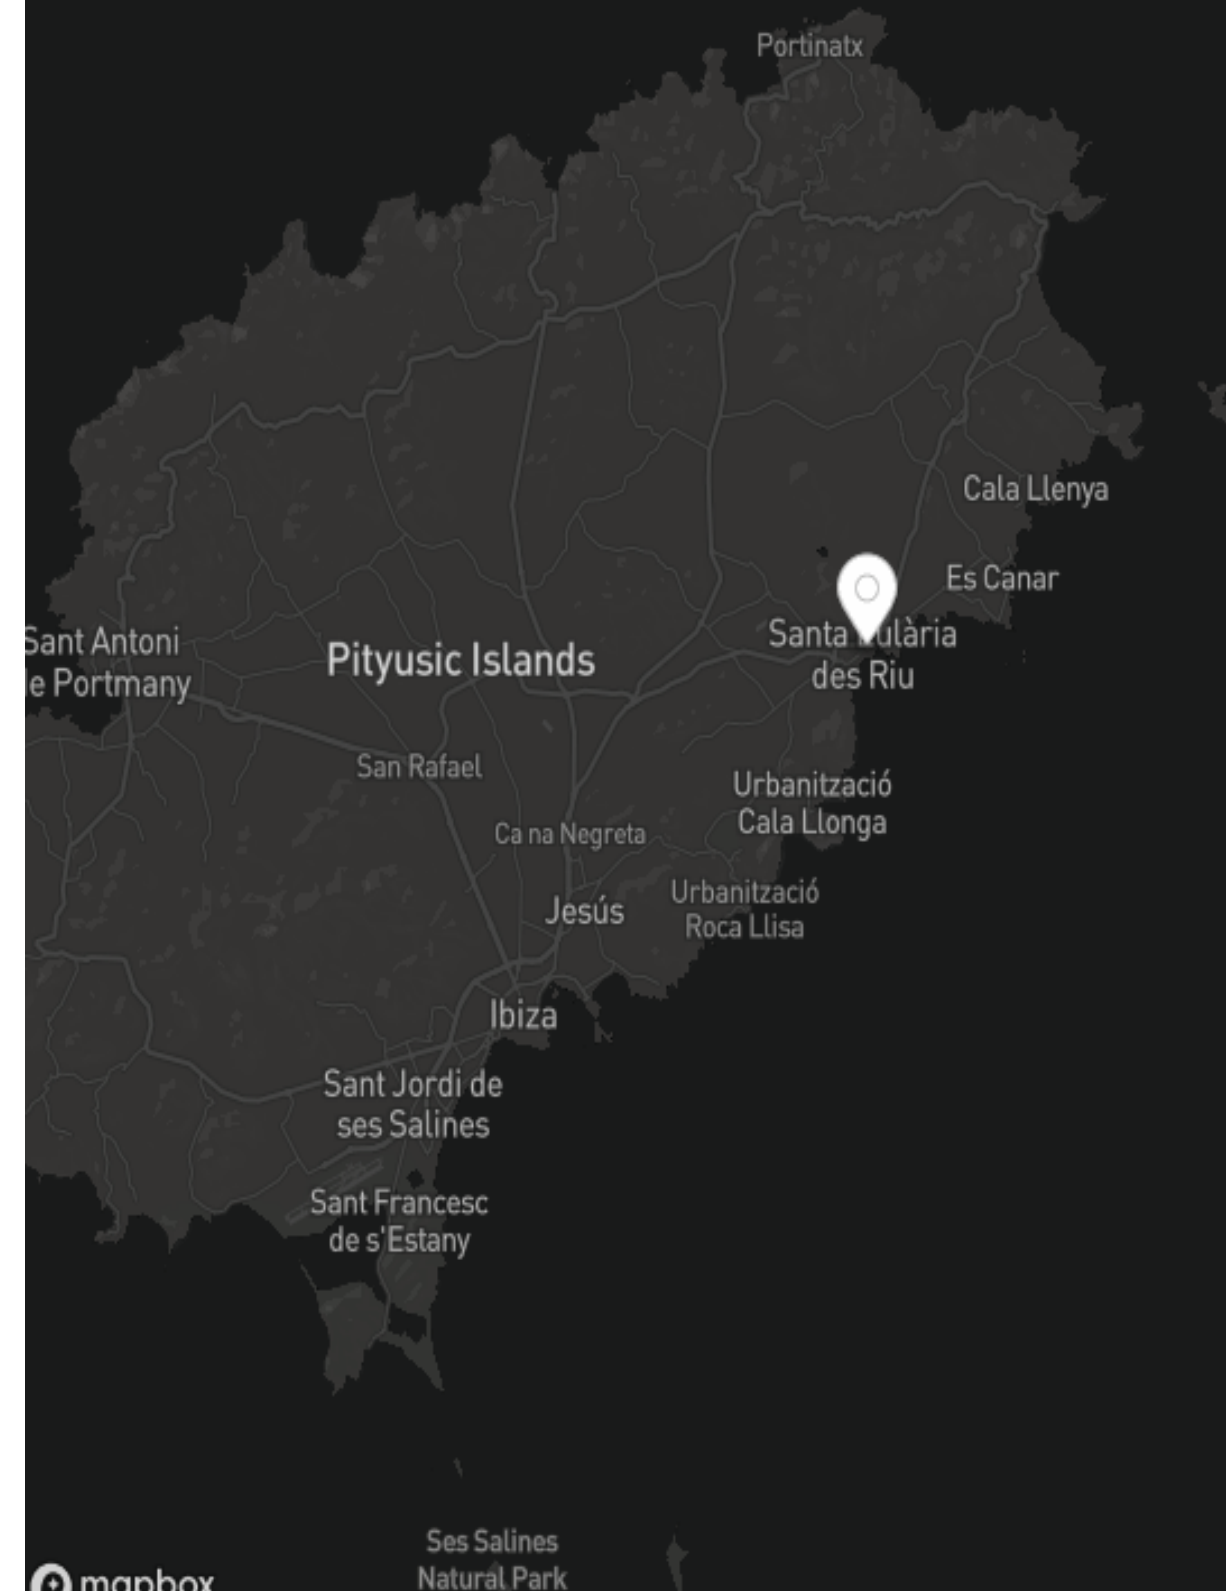 Portinatx
Cala Llenya
Es Canar
Santa Eulària
des Riu
Sant Antoni
de Portmany
Pityusic Islands
San Rafael
Urbanització
Cala Llonga
Ca na Negreta
Urbanització
Roca Llisa
Jesús
Ibiza
Sant Jordi de
ses Salines
Sant Francesc
de s'Estany
Ses Salines
Natural Park
mapbox